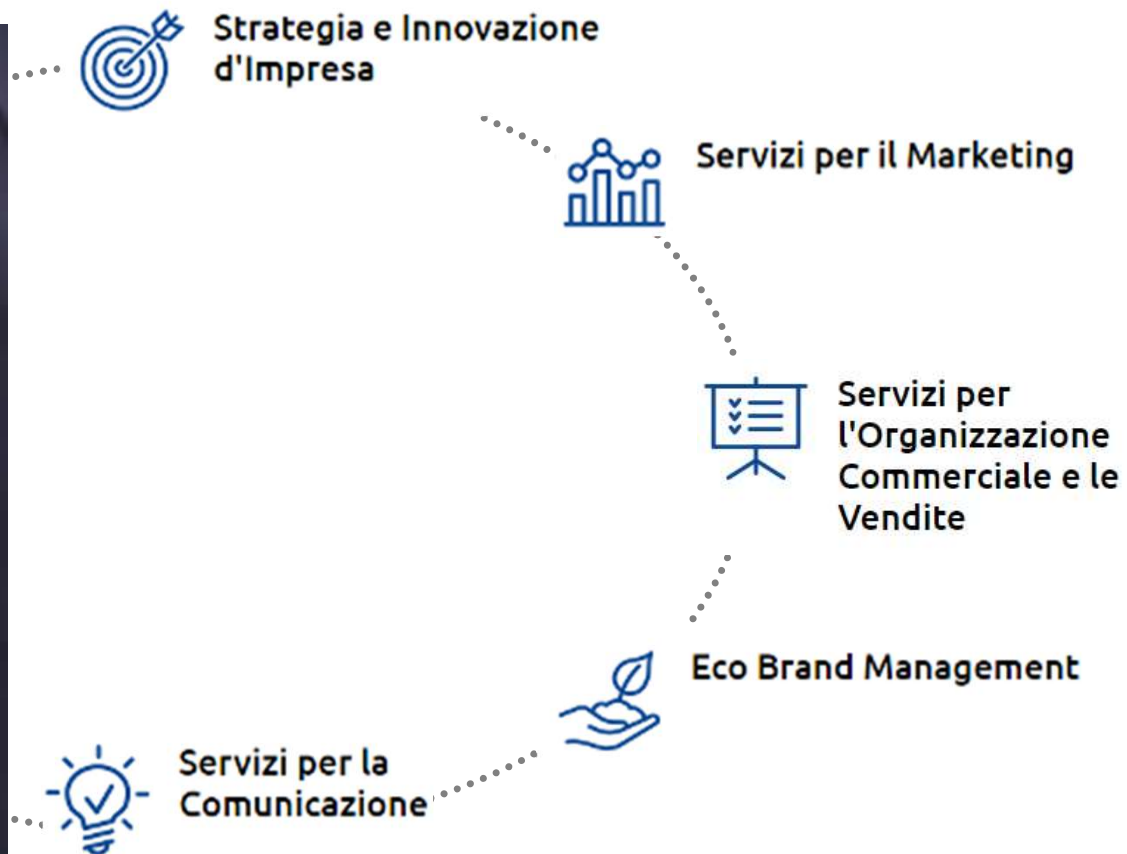 Strategia e Innovazione
d'Impresa
Servizi per il Marketing
Servizi per
l'Organizzazione
Commerciale e le
Vendite
Eco Brand Management
Servizi per la
Comunicazione